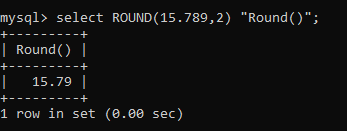 mysql> select ROUND(15.789,2) "Round()";
+---------+
| Round() |
+---------+
|   15.79 |
+---------+
1 row in set (0.00 sec)